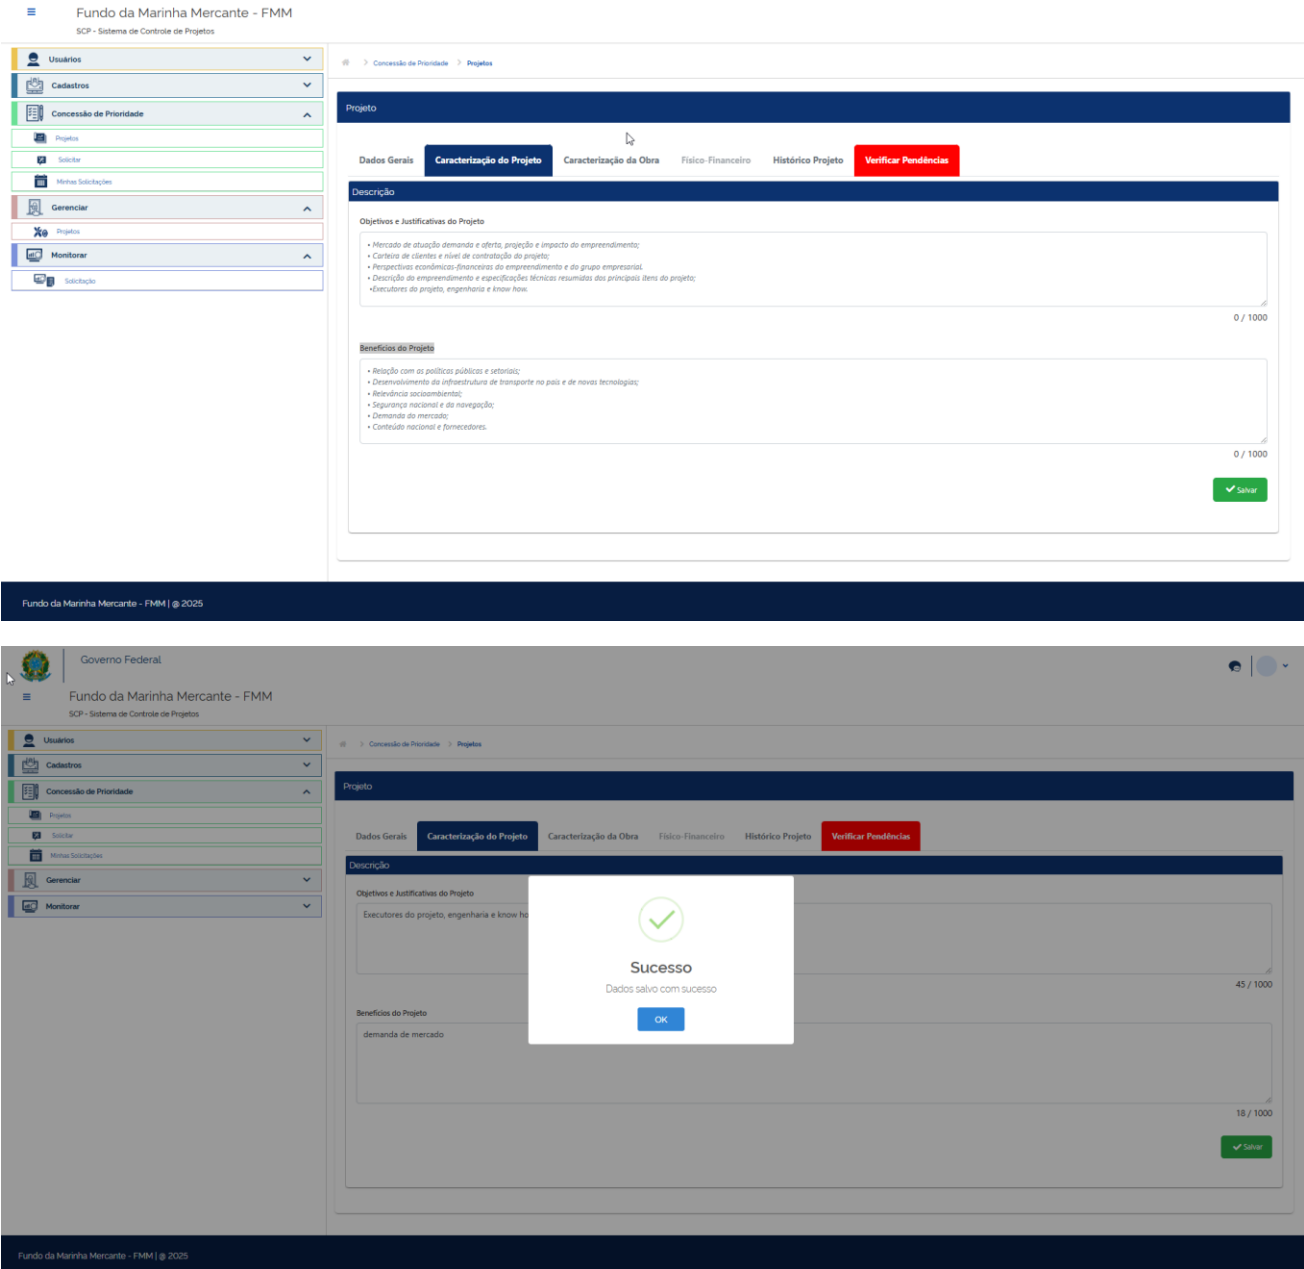 Fundo da Marinha Mercante - FMM
SCP - Sistema de Controle de Projetos
Usuários
Cadastros
Concessão de Prioridade
Projetos
Solicitar
Minhas Solicitações
Gerenciar
Projetos
Monitorar
Solicitação
> Concessão de Prioridade > Projetos
Projeto
Dados Gerais Caracterização do Projeto Caracterização da Obra Físico-Financeiro Histórico Projeto Verificar Pendências
Descrição
Objetivos e Justificativas do Projeto
• Mercado de atuação demanda e oferta, projeção e impacto do empreendimento;
• Carteira de clientes e nível de contratação do projeto;
• Perspectivas econômicas-financeiras do empreendimento e do grupo empresarial.
• Descrição do empreendimento e especificações técnicas resumidas dos principais itens do projeto;
•Executores do projeto, engenharia e know how.
0 / 1000
Benefícios do Projeto
• Relação com as políticas públicas e setoriais;
• Desenvolvimento da infraestrutura de transporte no país e de novas tecnologias;
• Relevância socioambiental;
• Segurança nacional e da navegação;
• Demanda do mercado;
• Conteúdo nacional e fornecedores.
0 / 1000
Salvar
Fundo da Marinha Mercante - FMM | @ 2025
Governo Federal
Fundo da Marinha Mercante - FMM
SCP - Sistema de Controle de Projetos
Usuários
Cadastros
Concessão de Prioridade
Projetos
Solicitar
Minhas Solicitações
Gerenciar
Monitorar
> Concessão de Prioridade > Projetos
Projeto
Dados Gerais Caracterização do Projeto Caracterização da Obra Físico-Financeiro Histórico Projeto Verificar Pendências
Descrição
Objetivos e Justificativas do Projeto
Executores do projeto, engenharia e know ho
45 / 1000
Sucesso
Dados salvo com sucesso
OK
Benefícios do Projeto
demanda de mercado
18 / 1000
Salvar
Fundo da Marinha Mercante - FMM | @ 2025